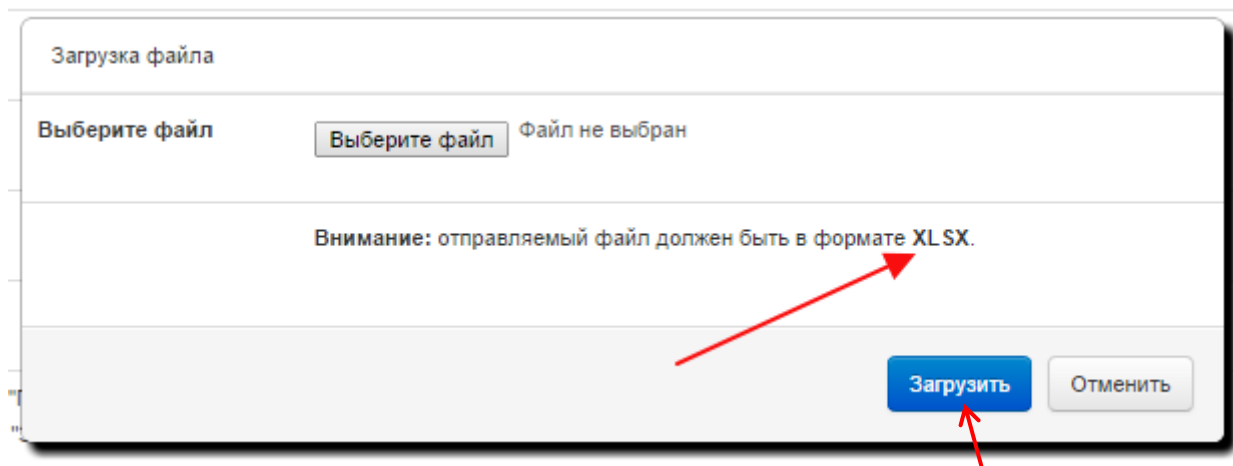 Загрузка файла
Выберите файл Выберите файл Файл не выбран
Внимание: отправляемый файл должен быть в формате XLSX.
Загрузить Отменить